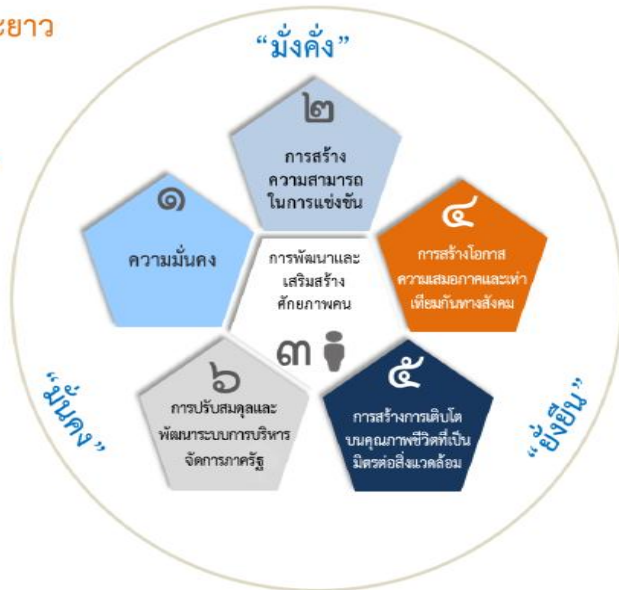 ะยาว
“มั่งคั่ง”
๒
การสร้าง
ความสามารถ
ในการแข่งขัน
๑
ความมั่นคง
การพัฒนาและ
เสริมสร้าง
ศักยภาพคน
๓
๔
การสร้างโอกาส
ความเสมอภาคและเท่า
เทียมกันทางสังคม
๖
การปรับสมดุลและ
พัฒนาระบบการบริหาร
จัดการภาครัฐ
๕
การสร้างการเติบโต
บนคุณภาพชีวิตที่เป็น
มิตรต่อสิ่งแวดล้อม
“มั่นคง”
“ยั่งยืน”